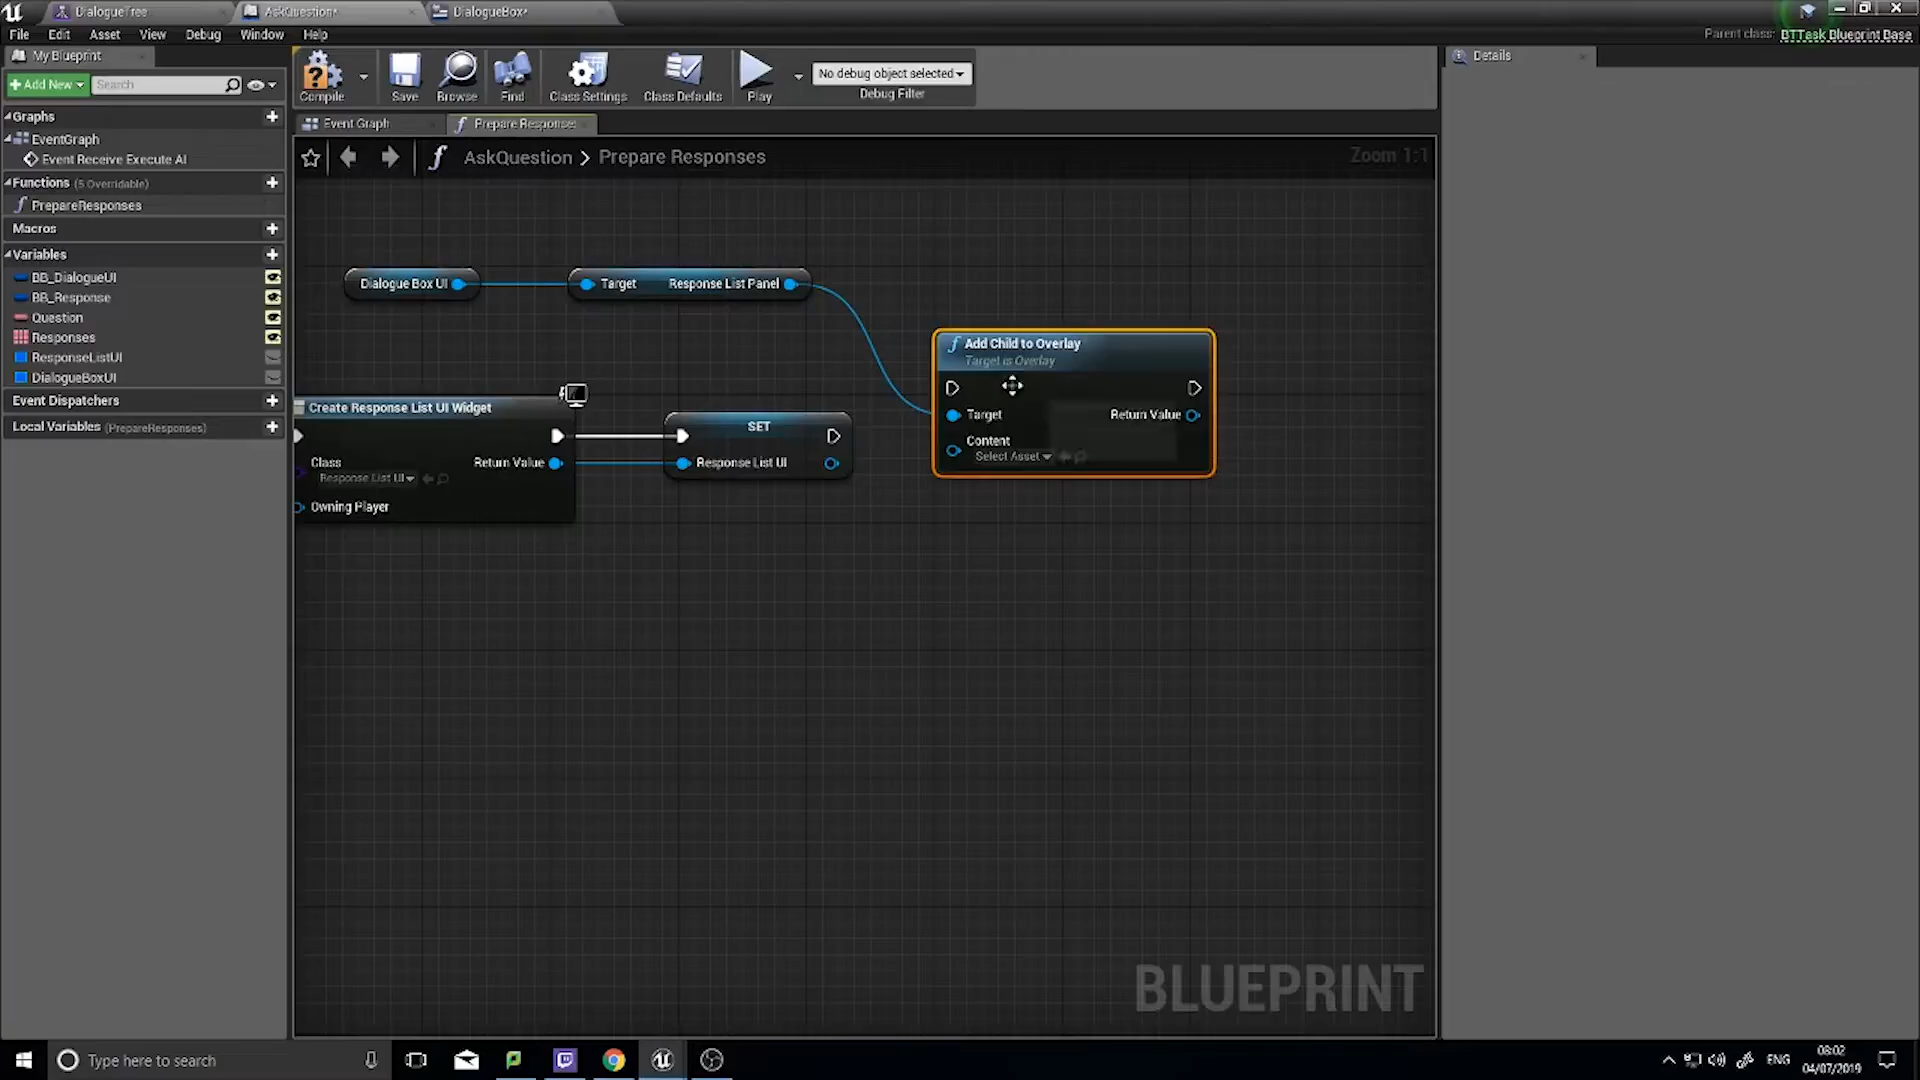 DialogueTree
AskQuestion*
DialogueBox*
File Edit Asset View Debug Window Help
Parent class: BTTask Blueprint Base
My Blueprint
Add New
Search
Compile
Save
Browse
Find
Class Settings
Class Defaults
Play
No debug object selected
Debug Filter
Details
Graphs
EventGraph
Event Receive Execute AI
Functions (5 Overridable)
PrepareResponses
Macros
Variables
BB_DialogueUI
BB_Response
Question
Responses
ResponseListUI
DialogueBoxUI
Event Dispatchers
Local Variables (PrepareResponses)
Event Graph
Prepare Responses
AskQuestion > Prepare Responses
Zoom 1:1
Dialogue Box UI
Target Response List Panel
Add Child to Overlay
Target is Overlay
Target Return Value
Content
Select Asset
Create Response List UI Widget
Class Return Value
Response List UI
Owning Player
SET
Response List UI
BLUEPRINT
Type here to search
ENG
08:02
04/07/2019